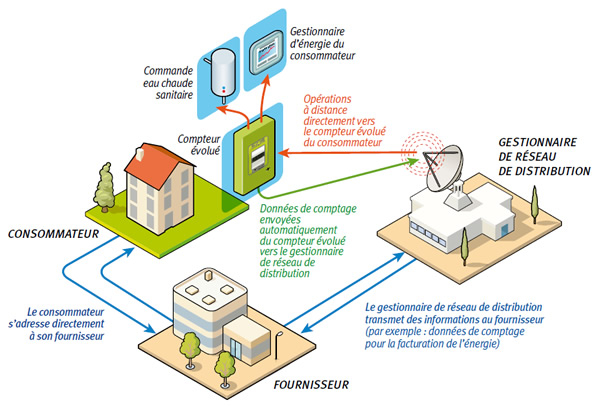 Gestionnaire
d'énergie du
consommateur
Commande
eau chaude
sanitaire
Opérations
à distance
directement vers
le compteur évolué
du consommateur
Compteur
évolué
GESTIONNAIRE
DE RÉSEAU
DE DISTRIBUTION
Données de comptage
envoyées
automatiquement
du compteur évolué
vers le gestionnaire
de réseau de
distribution
CONSOMMATEUR
Le consommateur
s'adresse directement
à son fournisseur
Le gestionnaire de réseau de distribution
transmet des informations au fournisseur
(par exemple : données de comptage
pour la facturation de l'énergie)
FOURNISSEUR